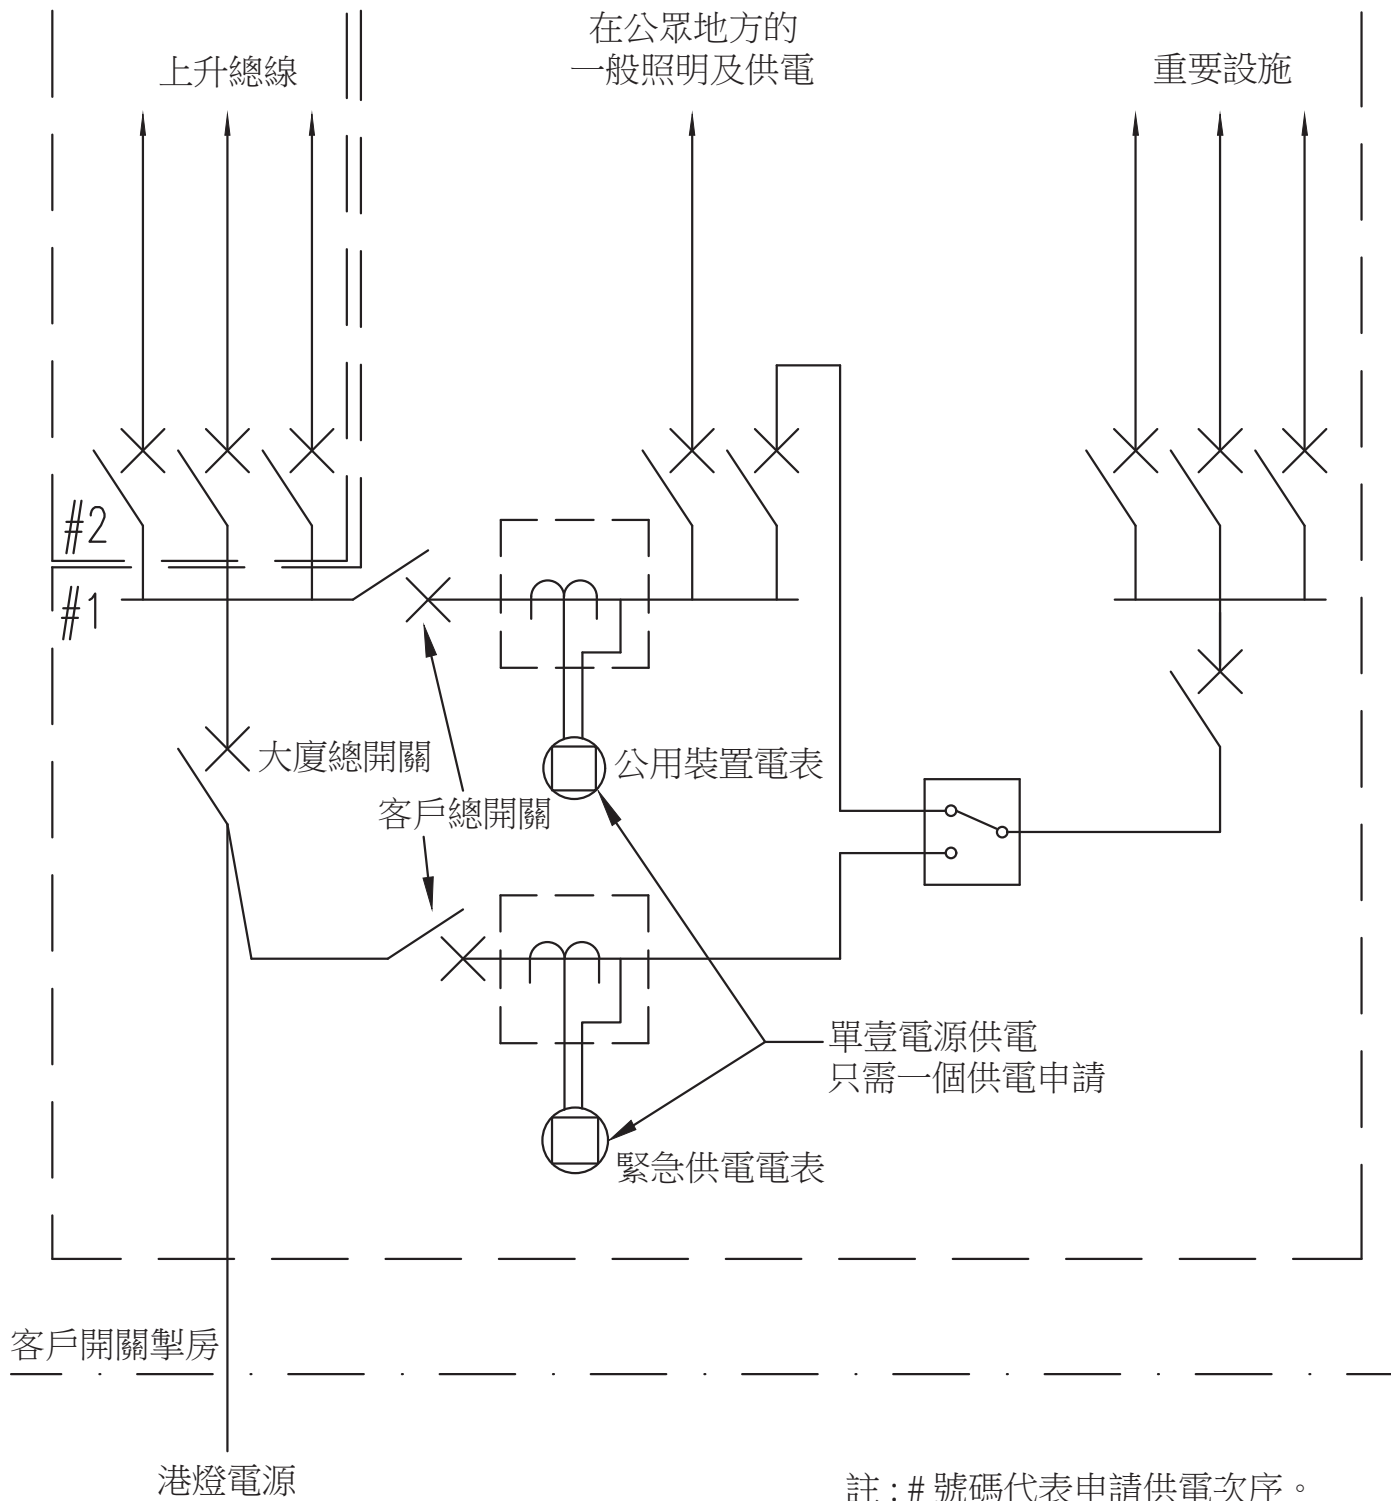 在公眾地方的
一般照明及供電
上升總線
重要設施
#2
#1
大廈總開關
公用裝置電表
客戶總開關
單壹電源供電
只需一個供電申請
緊急供電電表
客戶開關掣房
港燈電源
註 : # 號碼代表申請供電次序。